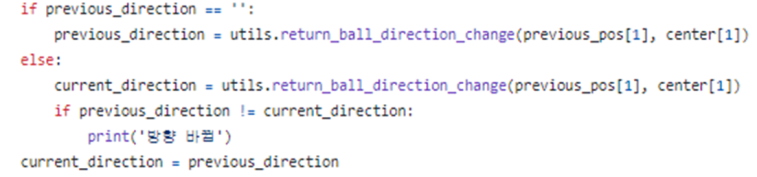 if previous_direction == '':
    previous_direction = utils.return_ball_direction_change(previous_pos[1], center[1])
else:
    current_direction = utils.return_ball_direction_change(previous_pos[1], center[1])
    if previous_direction != current_direction:
        print('방향 바뀜')
current_direction = previous_direction